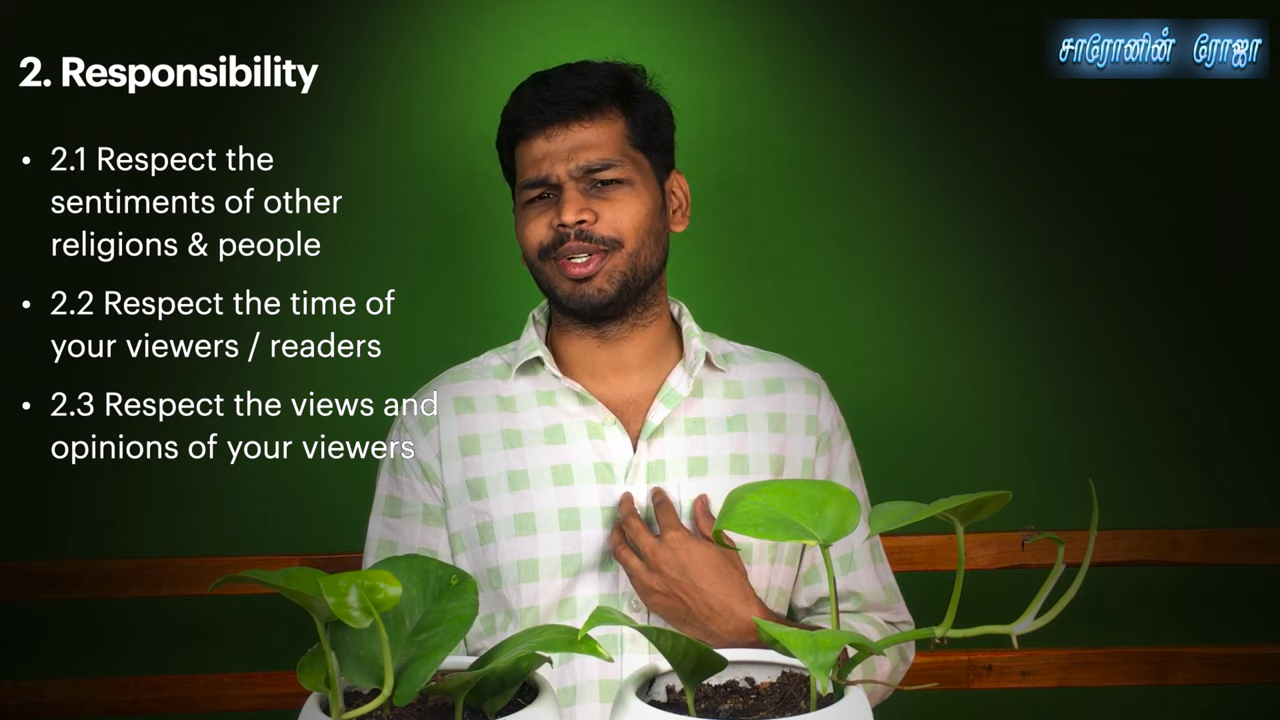 சாரோனின் ரோஜா
2. Responsibility
• 2.1 Respect the
sentiments of other
religions & people
• 2.2 Respect the time of
your viewers / readers
• 2.3 Respect the views and
opinions of your viewers